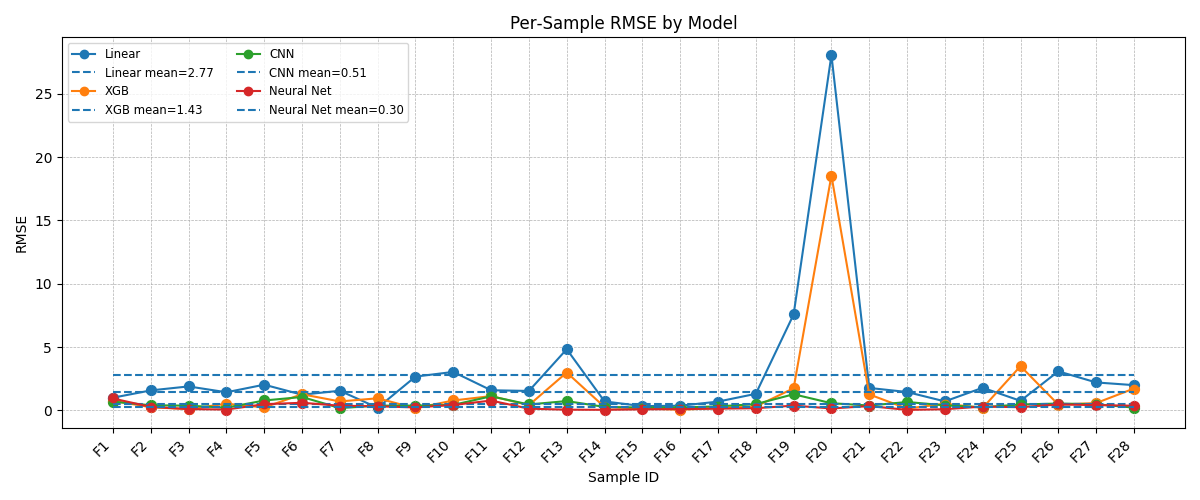 Per-Sample RMSE by Model
Linear
Linear mean=2.77
XGB
XGB mean=1.43
CNN
CNN mean=0.51
Neural Net
Neural Net mean=0.30
RMSE
25
20
15
10
5
0
F1
F2
F3
F4
F5
F6
F7
F8
F9
F10
F11
F12
F13
F14
F15
F16
F17
F18
F19
F20
F21
F22
F23
F24
F25
F26
F27
F28
Sample ID